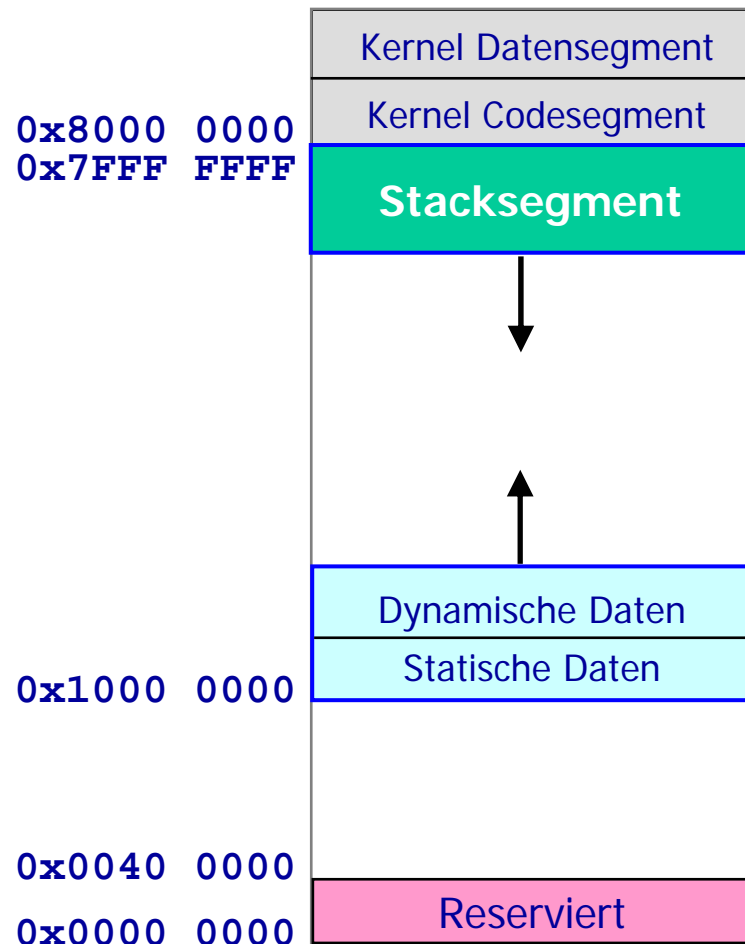 Kernel Datensegment
Kernel Codesegment
0x8000 0000
0x7FFF FFFF
Stacksegment
Dynamische Daten
Statische Daten
0x1000 0000
0x0040 0000
Reserviert
0x0000 0000